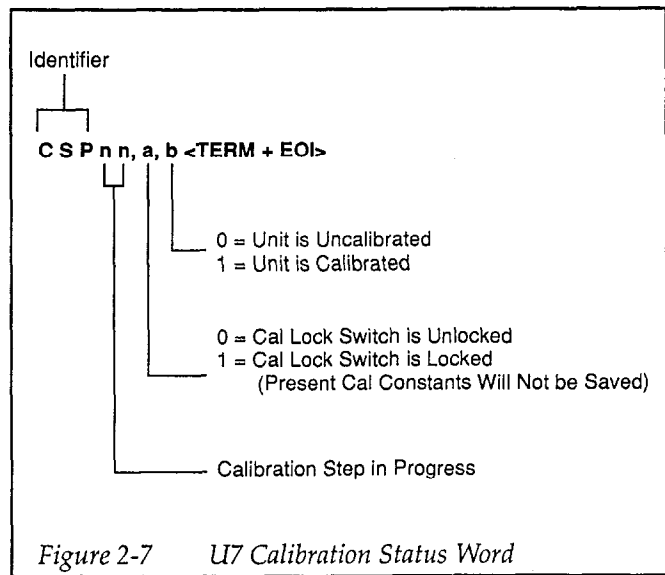 Identifier
C S P n n, a, b <TERM + EOI>
0 = Unit is Uncalibrated
1 = Unit is Calibrated
0 = Cal Lock Switch is Unlocked
1 = Cal Lock Switch is Locked
(Present Cal Constants Will Not be Saved)
Calibration Step in Progress
Figure 2-7 U7 Calibration Status Word